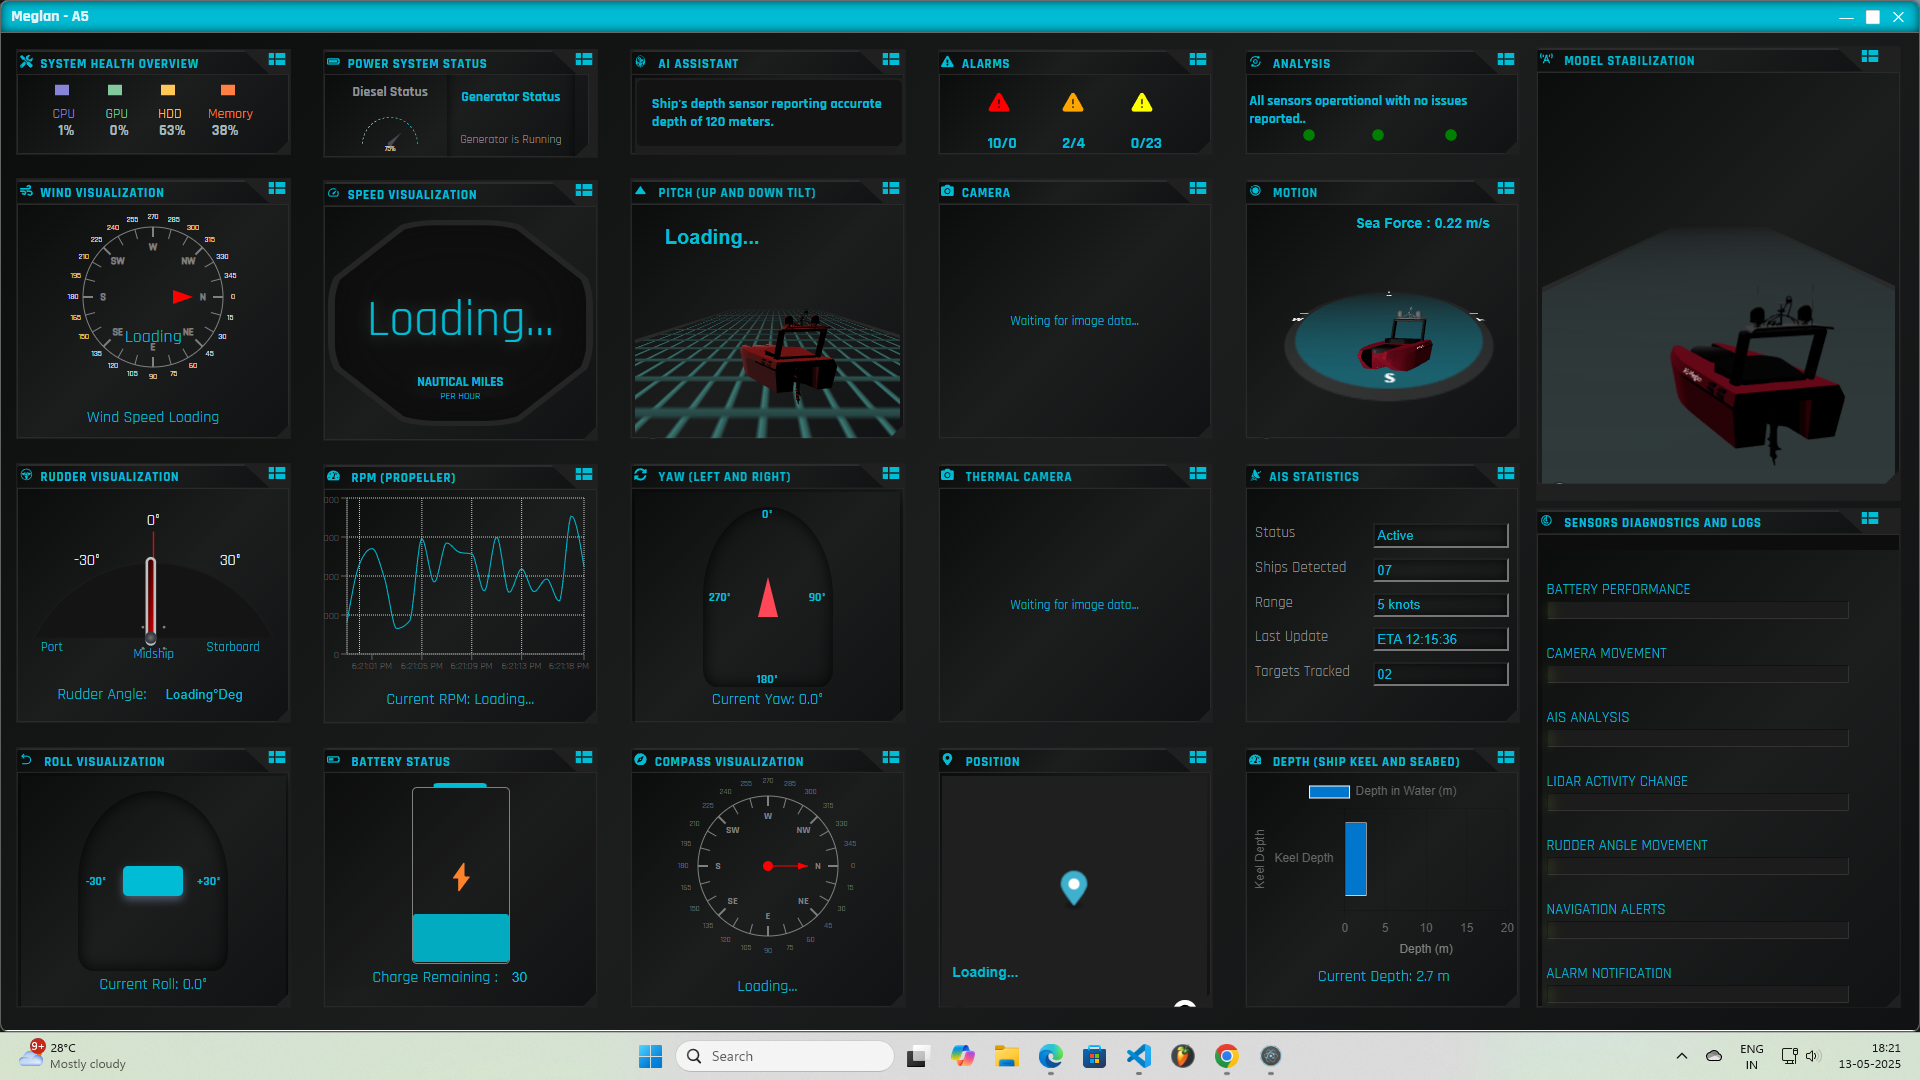 Meglan - A5
SYSTEM HEALTH OVERVIEW
CPU GPU HDD Memory
1% 0% 63% 38%
POWER SYSTEM STATUS
Diesel Status
75%
Generator Status
Generator is Running
AI ASSISTANT
Ship's depth sensor reporting accurate
depth of 120 meters.
ALARMS
10/0 2/4 0/23
ANALYSIS
All sensors operational with no issues
reported..
MODEL STABILIZATION
WIND VISUALIZATION
255 270 285
240 300
225 W 315
210 SW NW 330
195 345
180 S N 0
165 15
150 SE Loading NE 30
135 E 45
120 60
105 90 75
Wind Speed Loading
SPEED VISUALIZATION
Loading...
NAUTICAL MILES
PER HOUR
PITCH (UP AND DOWN TILT)
Loading...
CAMERA
Waiting for image data...
MOTION
Sea Force : 0.22 m/s
S
RUDDER VISUALIZATION
0°
-30° 30°
Port Midship Starboard
Rudder Angle: Loading°Deg
RPM (PROPELLER)
000
000
000
000
0
6:21:01 PM 6:21:05 PM 6:21:09 PM 6:21:13 PM 6:21:18 PM
Current RPM: Loading...
YAW (LEFT AND RIGHT)
0°
270° 90°
180°
Current Yaw: 0.0°
THERMAL CAMERA
Waiting for image data...
AIS STATISTICS
Status Active
Ships Detected 07
Range 5 knots
Last Update ETA 12:15:36
Targets Tracked 02
SENSORS DIAGNOSTICS AND LOGS
BATTERY PERFORMANCE
CAMERA MOVEMENT
AIS ANALYSIS
LIDAR ACTIVITY CHANGE
RUDDER ANGLE MOVEMENT
NAVIGATION ALERTS
ALARM NOTIFICATION
ROLL VISUALIZATION
-30° +30°
Current Roll: 0.0°
BATTERY STATUS
Charge Remaining : 30
COMPASS VISUALIZATION
255 270 285
240 300
225 W 315
210 SW NW 330
195 345
180 S N 0
165 15
150 SE NE 30
135 E 45
120 60
105 90 75
Loading...
POSITION
Loading...
DEPTH (SHIP KEEL AND SEABED)
Depth in Water (m)
Keel Depth
Keel Depth
0 5 10 15 20
Depth (m)
Current Depth: 2.7 m
9+
28°C
Mostly cloudy
Search
ENG
IN
18:21
13-05-2025